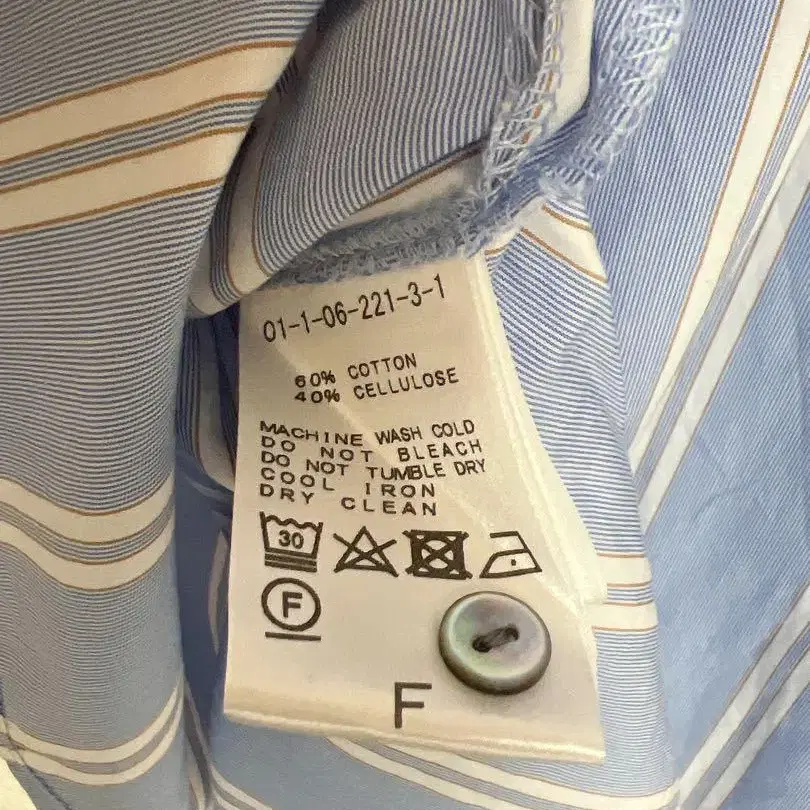 01-1-06-221-3-1
60% COTTON
40% CELLULOSE
MACHINE WASH COLD
DO NOT BLEACH
DO NOT TUMBLE DRY
COOL IRON
DRY CLEAN
30
F
F